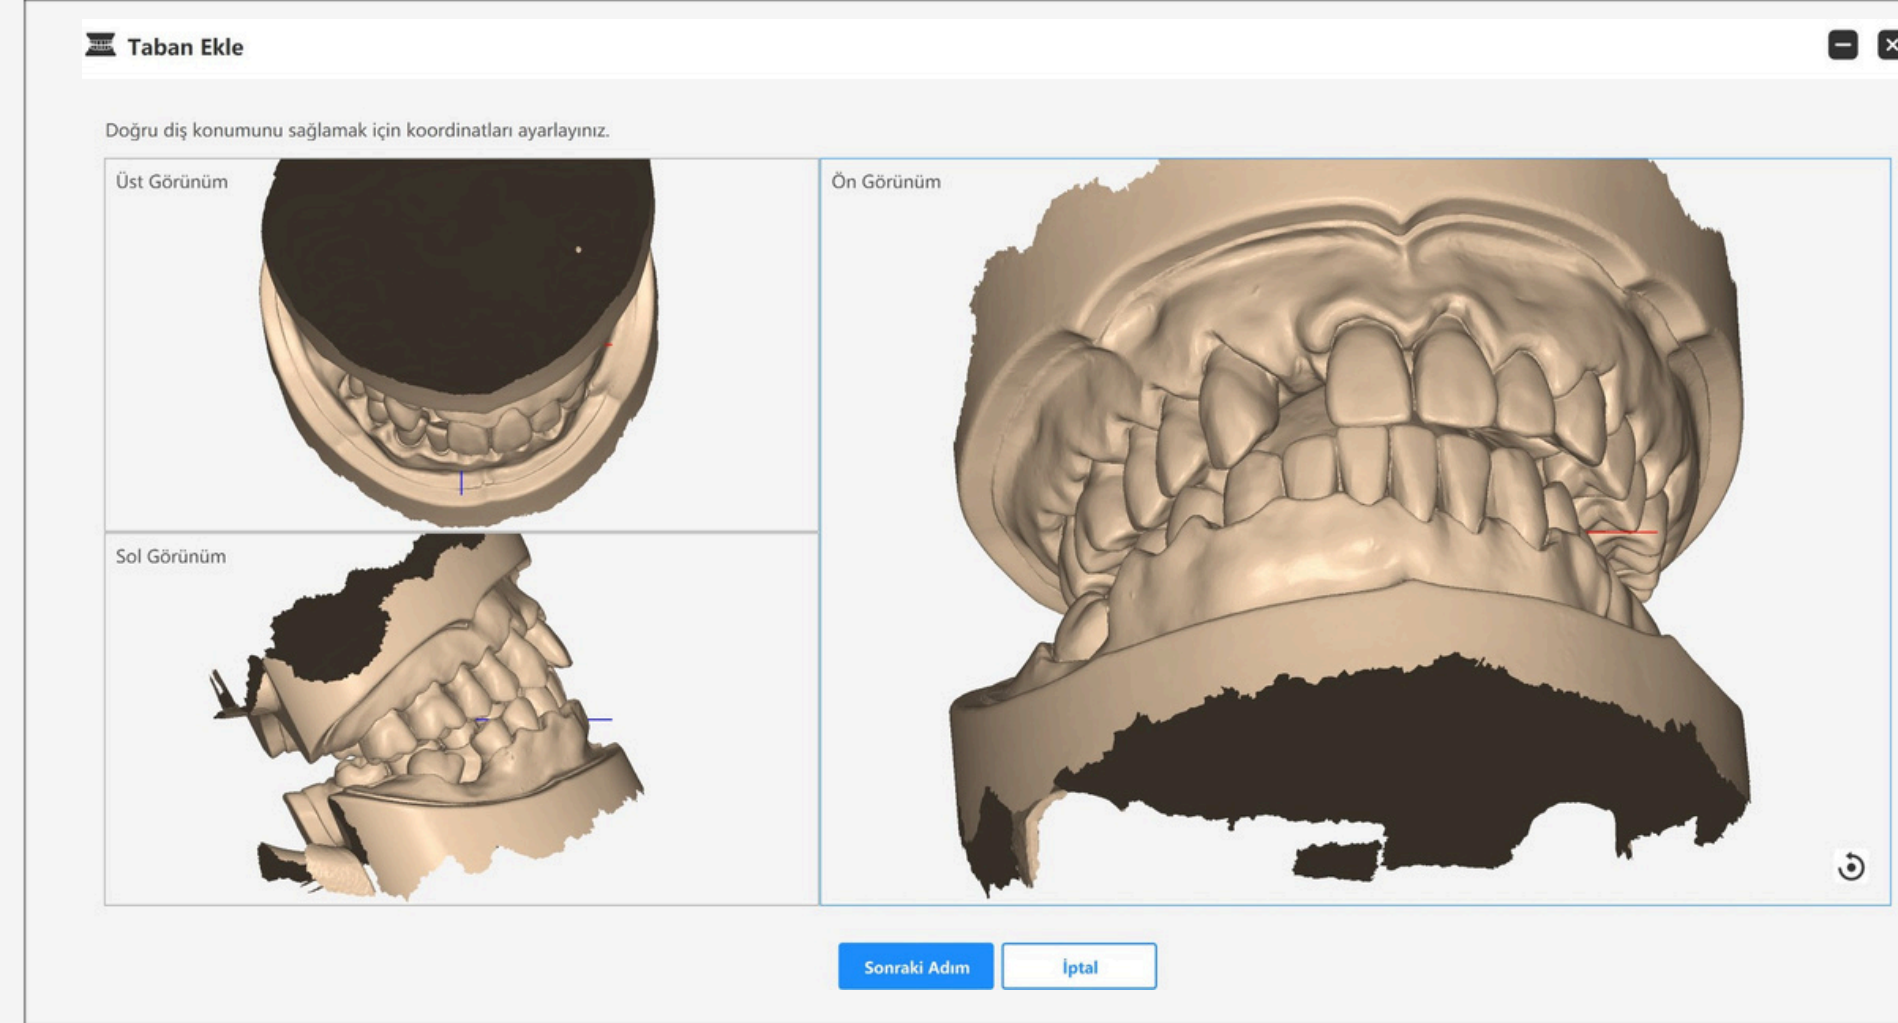 Taban Ekle
Doğru diş konumunu sağlamak için koordinatları ayarlayınız.
Üst Görünüm
Ön Görünüm
Sol Görünüm
Sonraki Adım
İptal